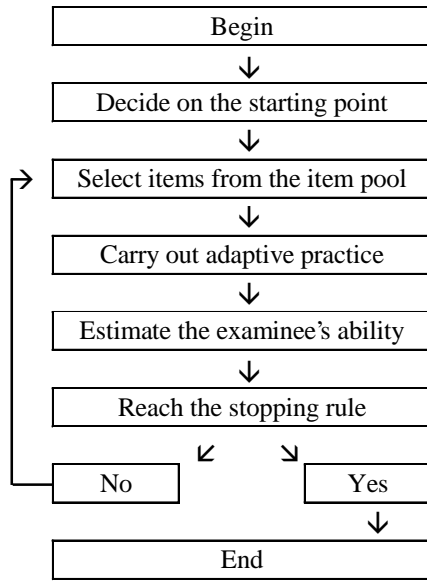 Begin
Decide on the starting point
Select items from the item pool
Carry out adaptive practice
Estimate the examinee's ability
Reach the stopping rule
No
Yes
End